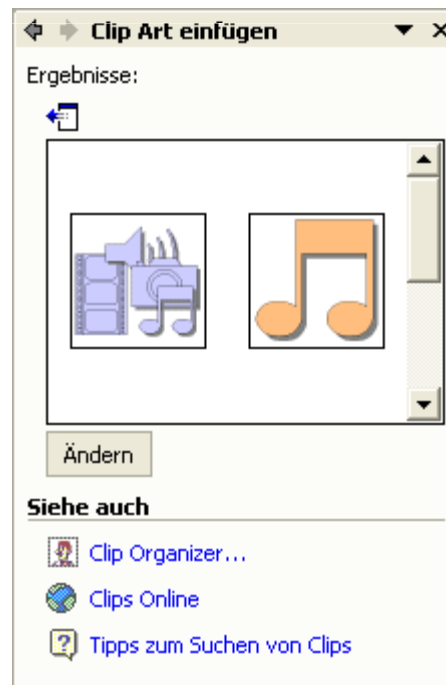 Clip Art einfügen
Ergebnisse:
Ändern
Siehe auch
Clip Organizer...
Clips Online
Tipps zum Suchen von Clips